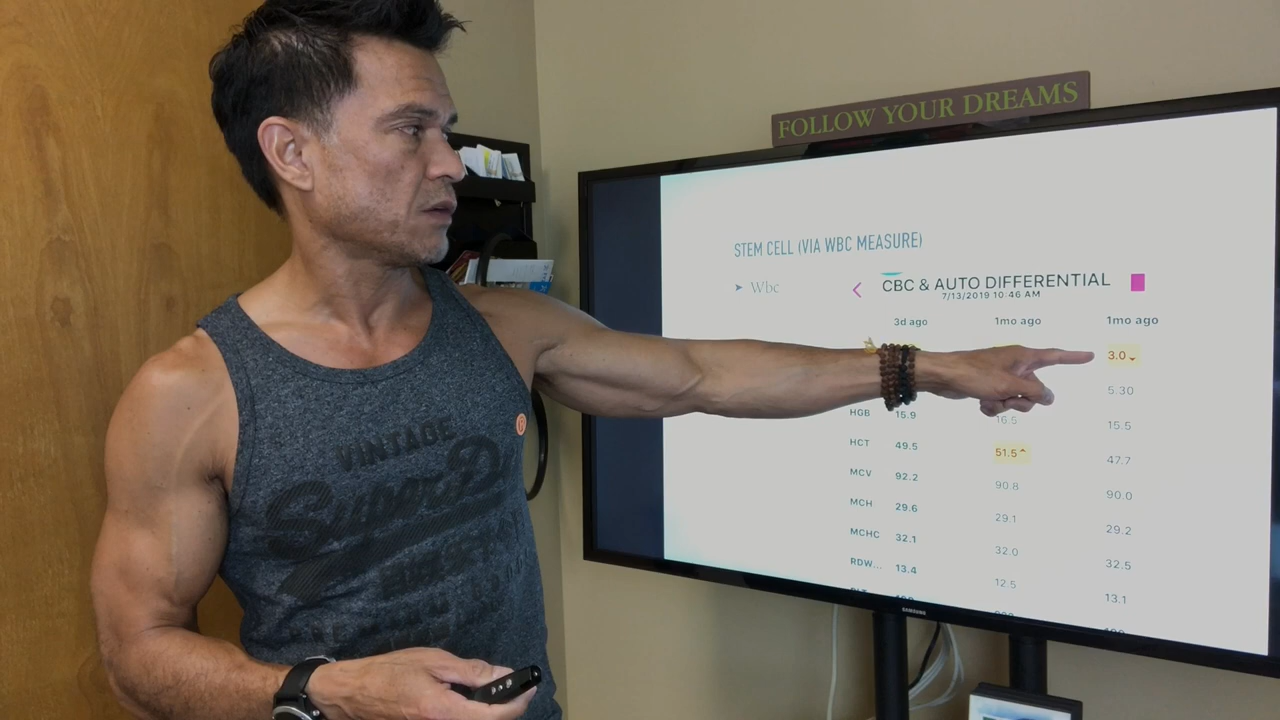 FOLLOW YOUR DREAMS
STEM CELL (VIA WBC MEASURE)
➤ Wbc
CBC & AUTO DIFFERENTIAL
7/13/2019 10:46 AM
3d ago 1mo ago 1mo ago
3.0
5.30
HGB 15.9 16.5 15.5
HCT 49.5 51.5 47.7
MCV 92.2 90.8 90.0
MCH 29.6 29.1 29.2
MCHC 32.1 32.0 32.5
RDW... 13.4 12.5 13.1
SAMSUNG
VINTAGE
SuperD